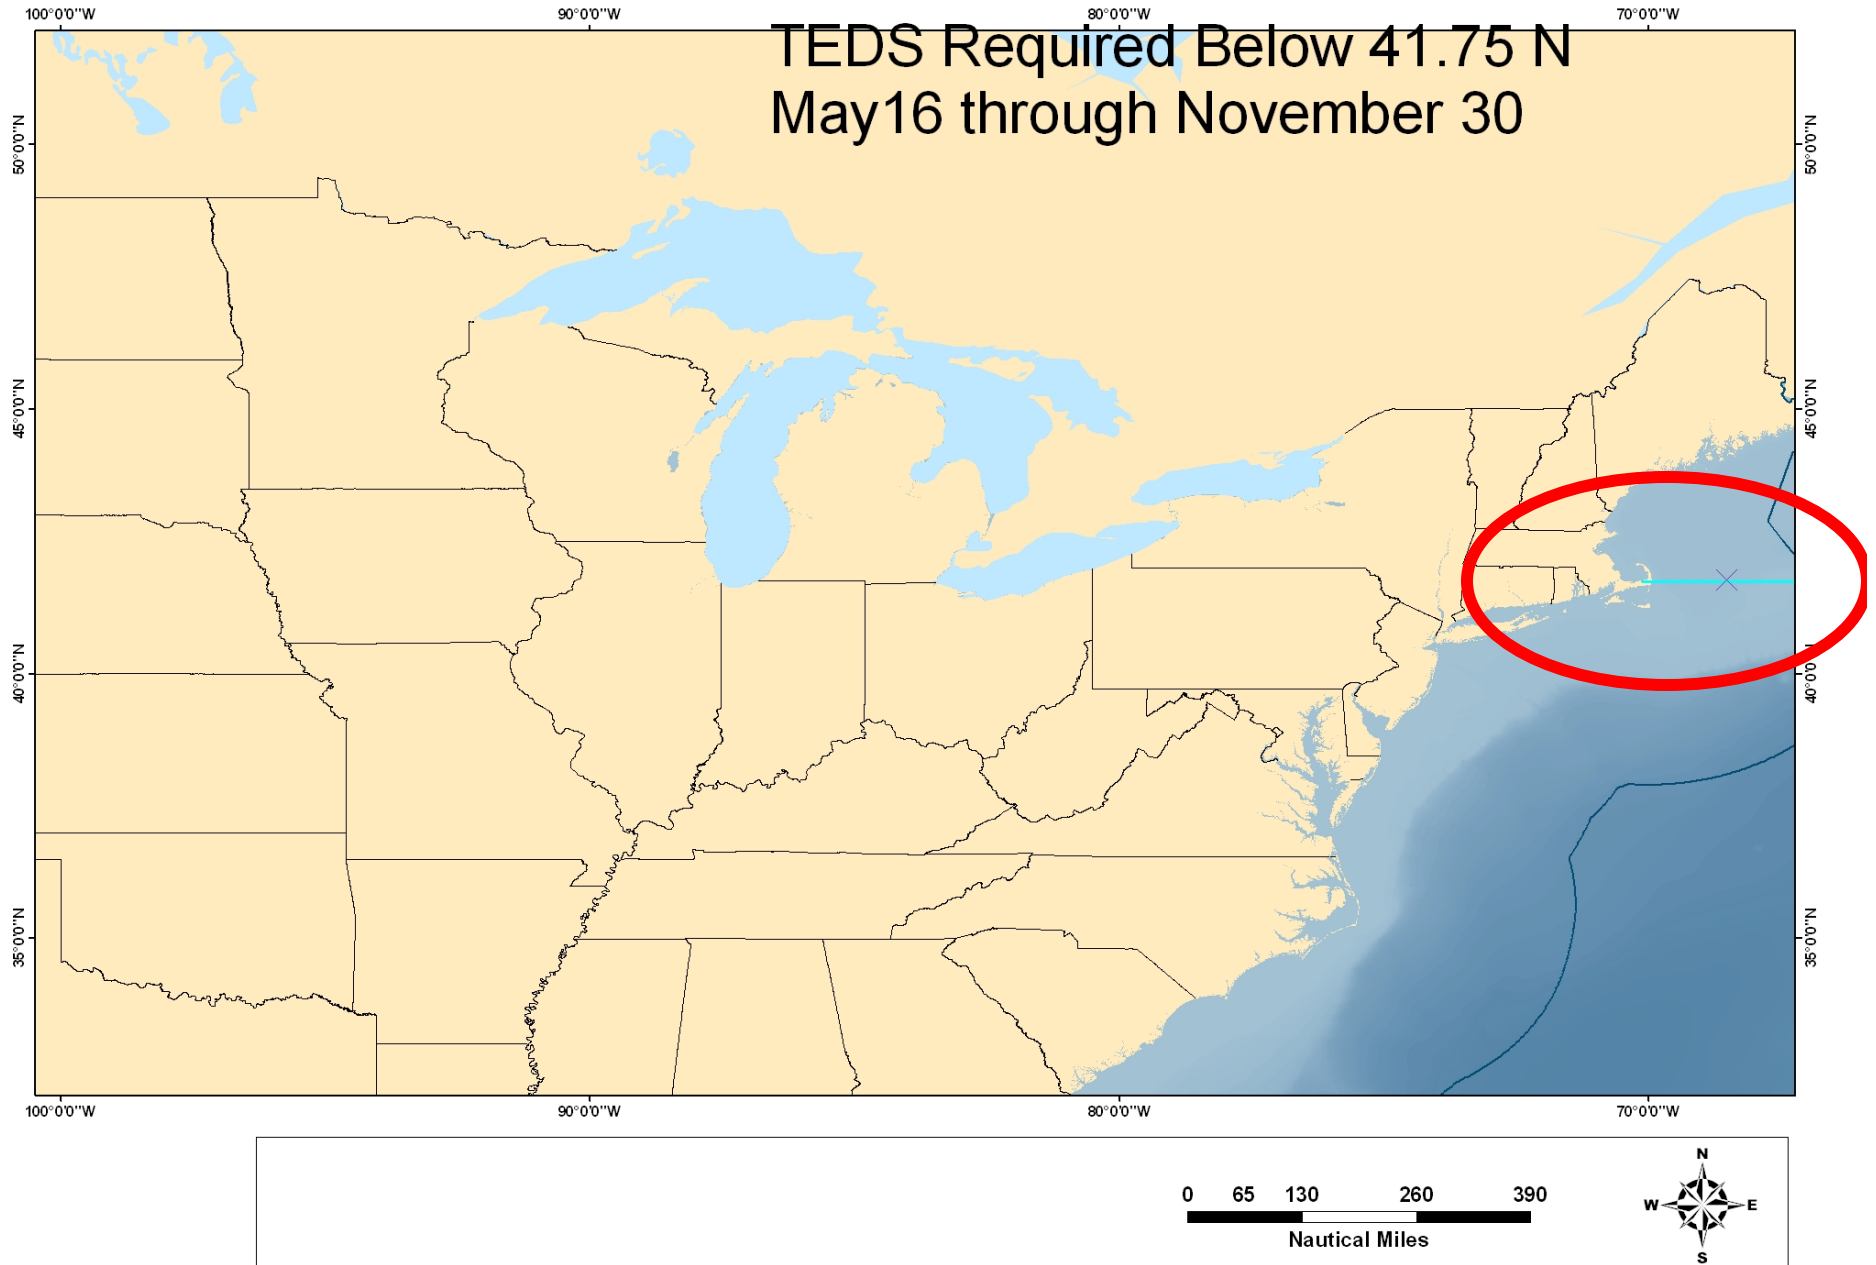 100°0'0"W 90°0'0"W 80°0'0"W 70°0'0"W
TEDS Required Below 41.75 N
May16 through November 30
50°0'0"N 50°0'0"N
45°0'0"N 45°0'0"N
40°0'0"N 40°0'0"N
35°0'0"N 35°0'0"N
100°0'0"W 90°0'0"W 80°0'0"W 70°0'0"W
N
W E
S
0 65 130 260 390
Nautical Miles